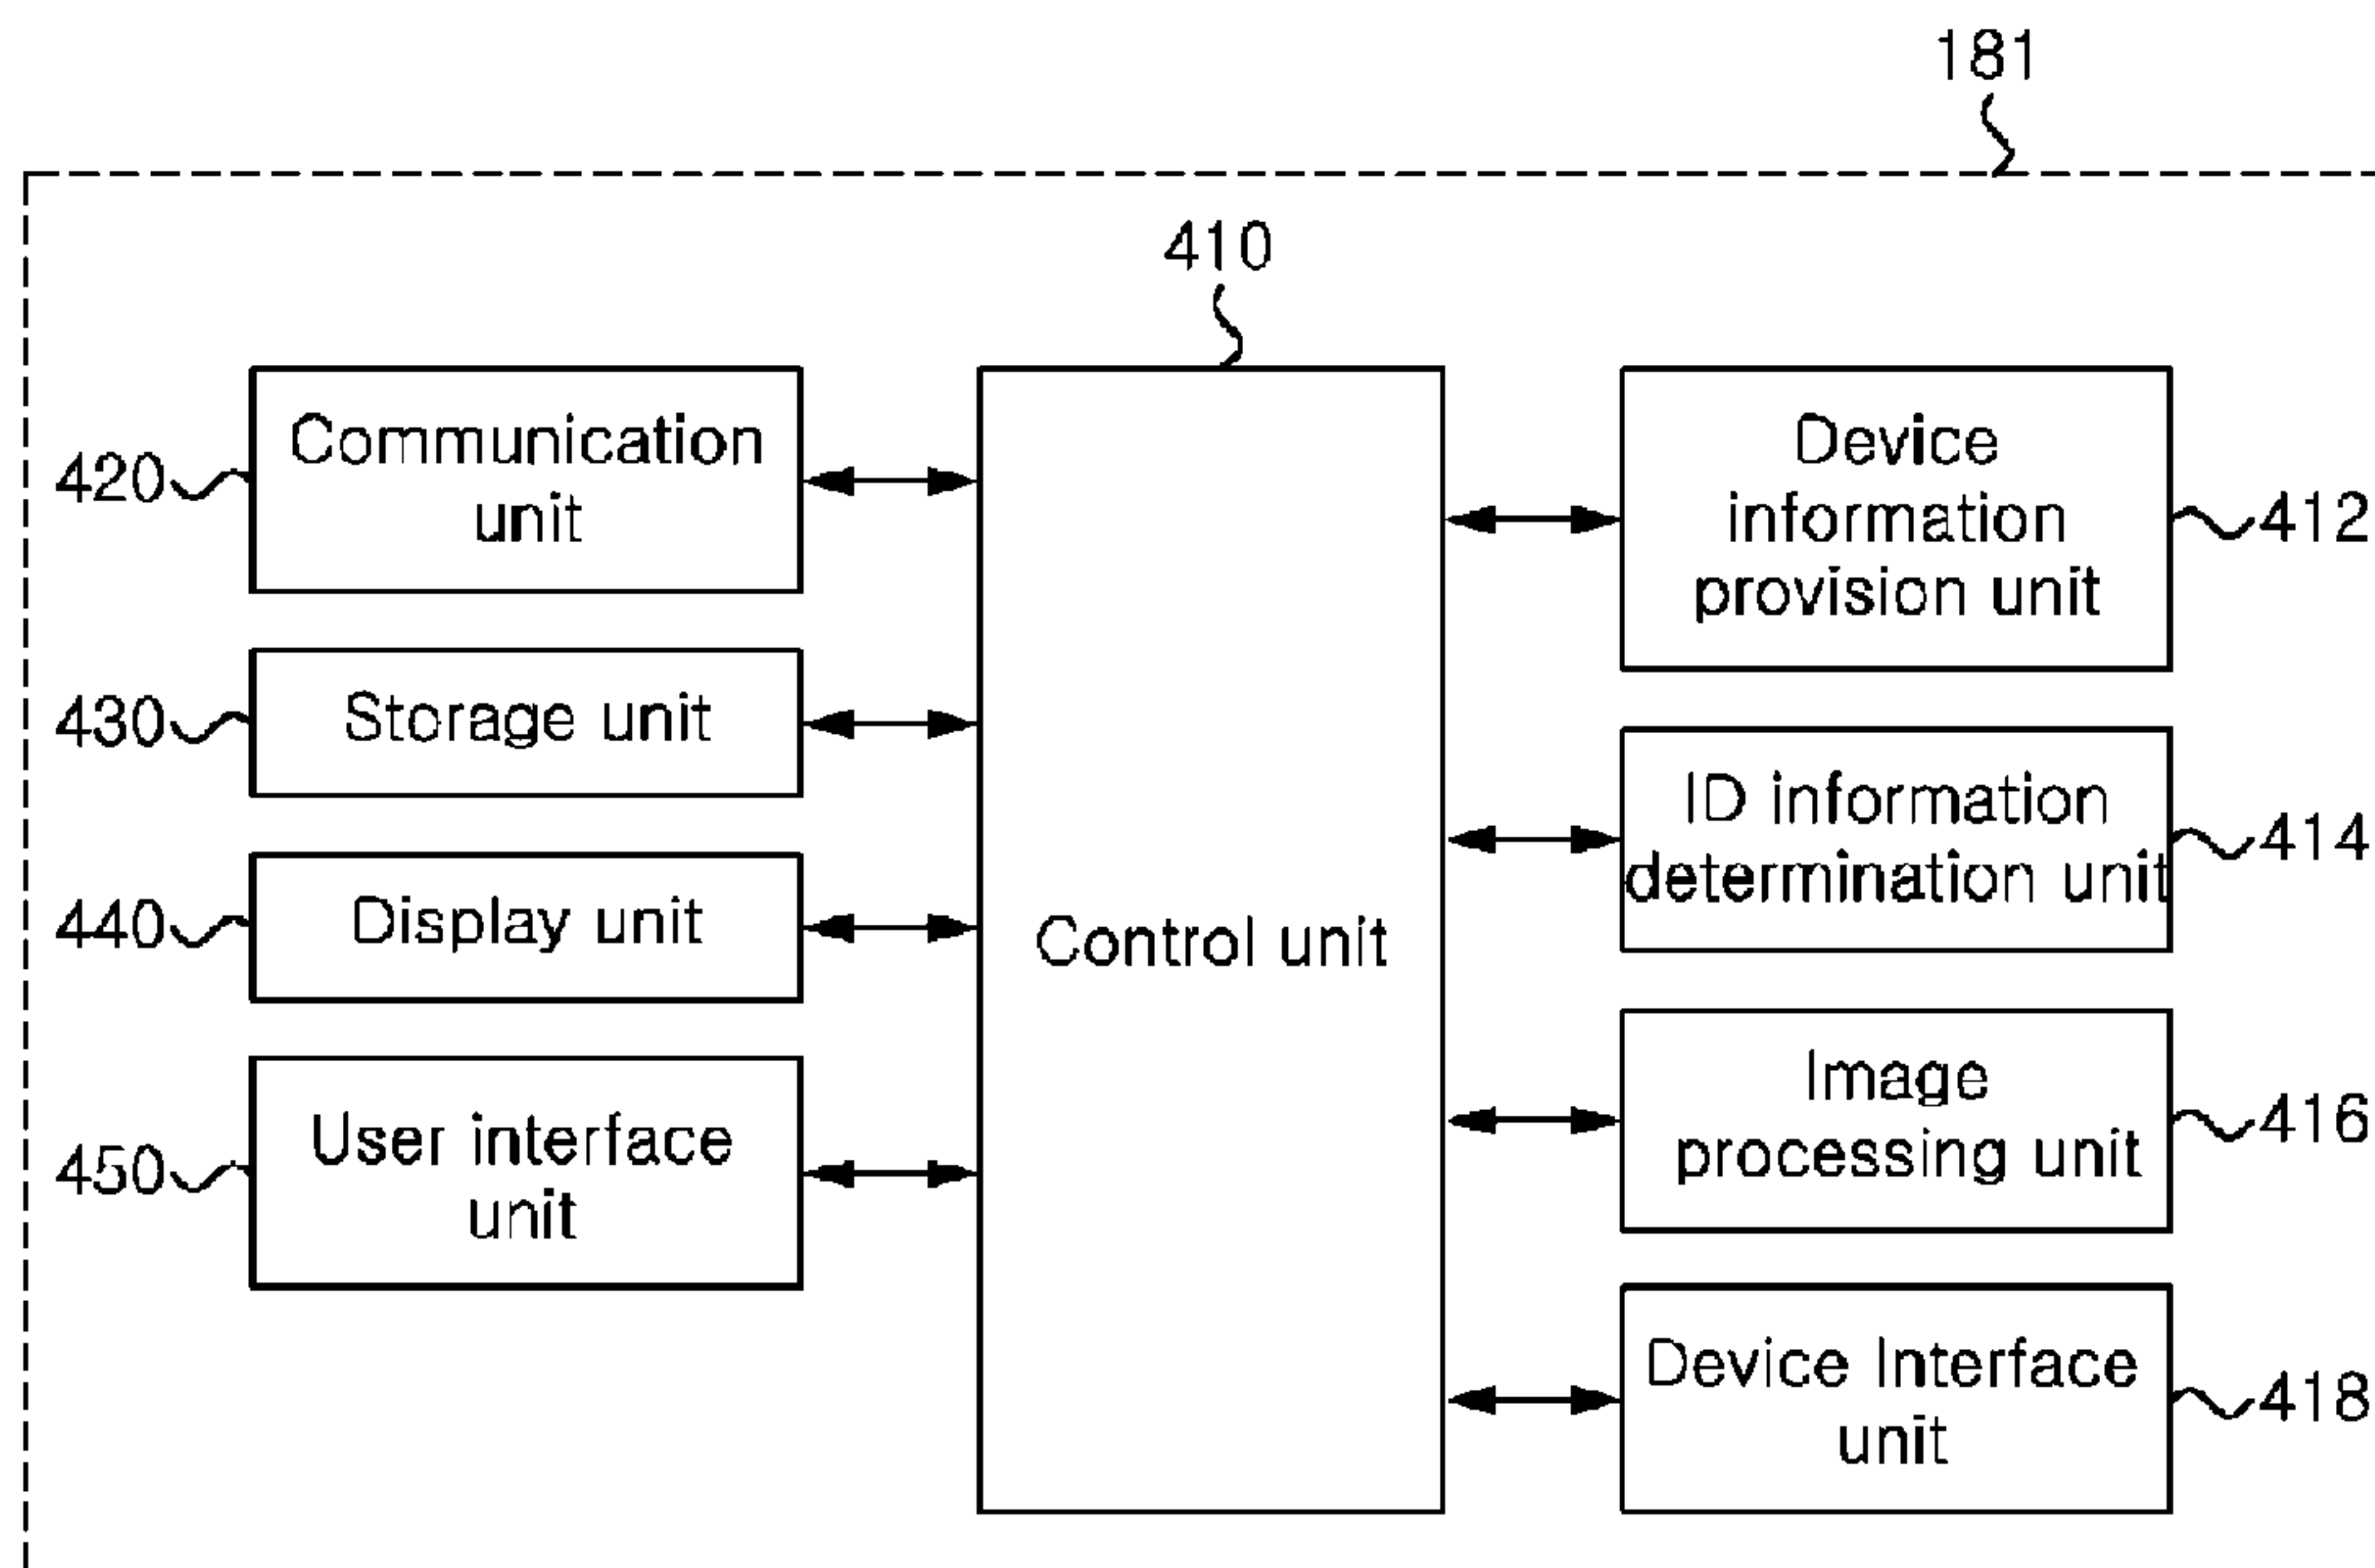 181
410
420
Communication
unit
430
Storage unit
440
Display unit
450
User interface
unit
Control unit
Device
information
provision unit
412
ID information
determination unit
414
Image
processing unit
416
Device Interface
unit
418